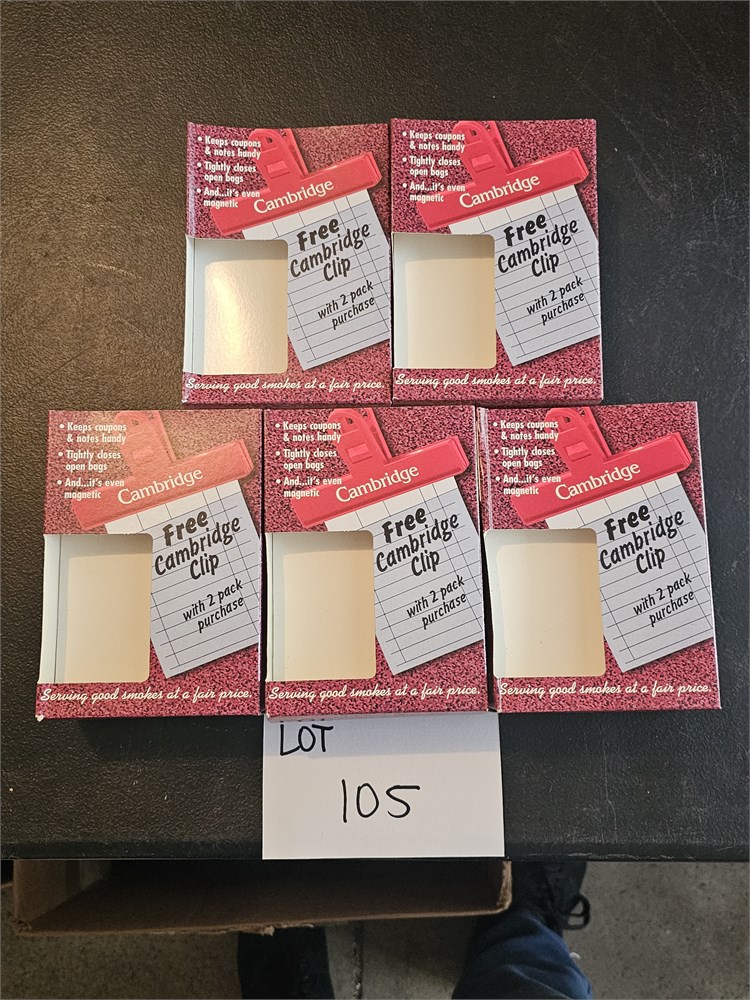 • Keeps coupons
& notes handy
• Tightly closes
open bags
• And...it's even
magnetic
Cambridge
Free
Cambridge
Clip
with 2 pack
purchase
Serving good smokes at a fair price.
• Keeps coupons
& notes handy
• Tightly closes
open bags
• And...it's even
magnetic
Cambridge
Free
Cambridge
Clip
with 2 pack
purchase
Serving good smokes at a fair price.
• Keeps coupons
& notes handy
• Tightly closes
open bags
• And...it's even
magnetic
Cambridge
Free
Cambridge
Clip
with 2 pack
purchase
Serving good smokes at a fair price.
• Keeps coupons
& notes handy
• Tightly closes
open bags
• And...it's even
magnetic
Cambridge
Free
Cambridge
Clip
with 2 pack
purchase
Serving good smokes at a fair price.
• Keeps coupons
& notes handy
• Tightly closes
open bags
• And...it's even
magnetic
Cambridge
Free
Cambridge
Clip
with 2 pack
purchase
Serving good smokes at a fair price.
LOT
105